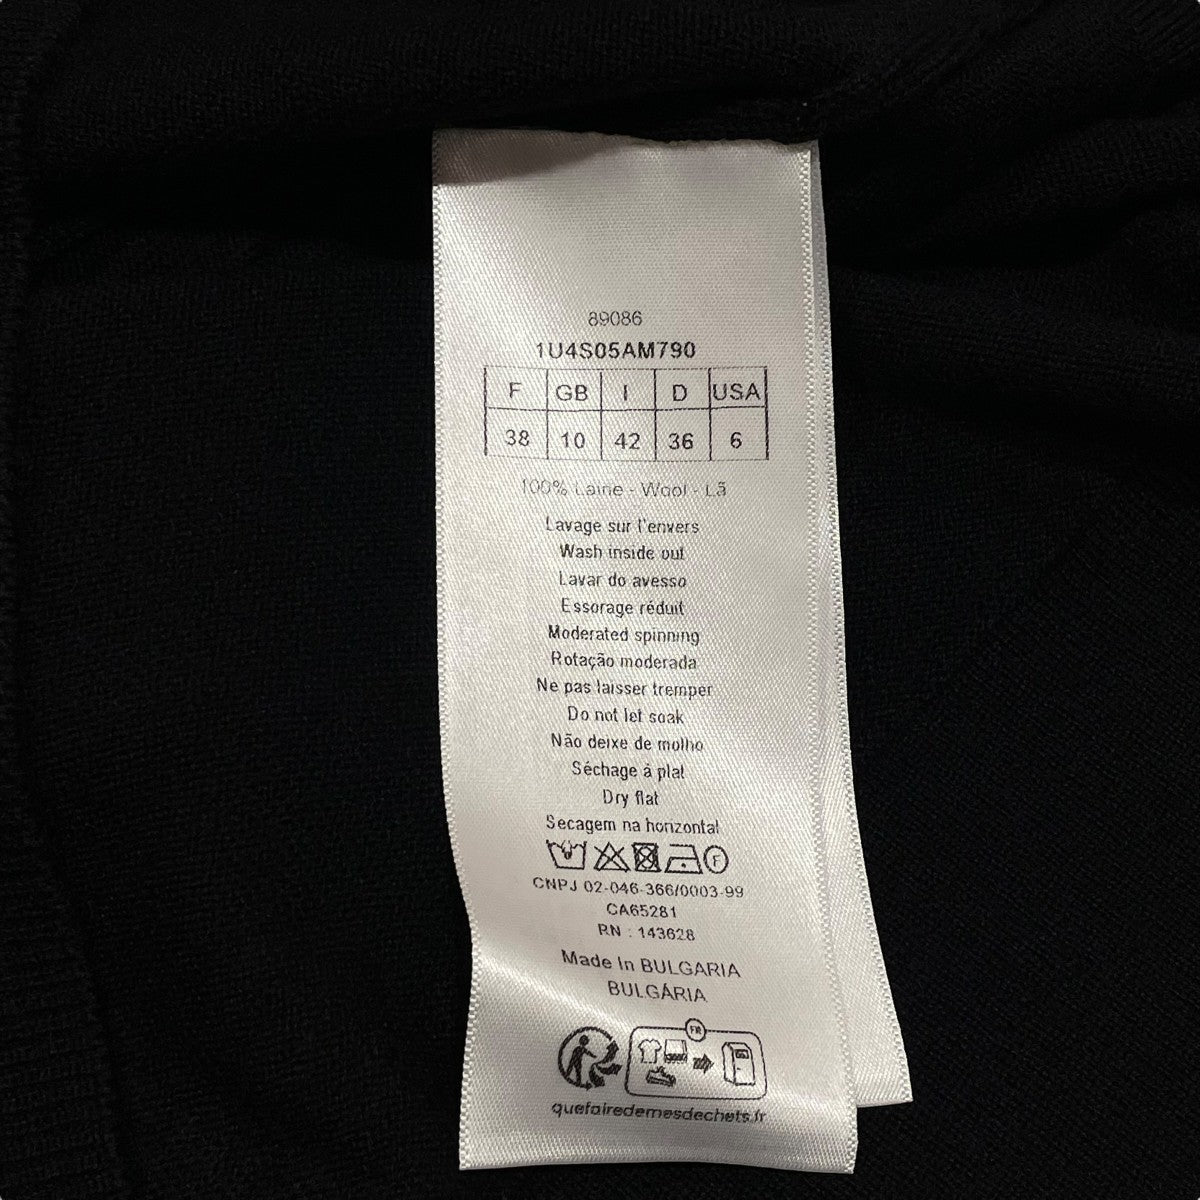 89086
1U4S05AM790
F GB I D USA
38 10 42 36 6
100% Laine - Wool - Lã
Lavage sur l'envers
Wash inside out
Lavar do avesso
Essorage réduit
Moderated spinning
Rotação moderada
Ne pas laisser tremper
Do not let soak
Não deixe de molho
Séchage à plat
Dry flat
Secagem na horizontal
F
CNPJ 02-046-366/0003-99
CA65281
RN : 143628
Made In BULGARIA
BULGÁRIA
FR
quefairedemesdechets.fr